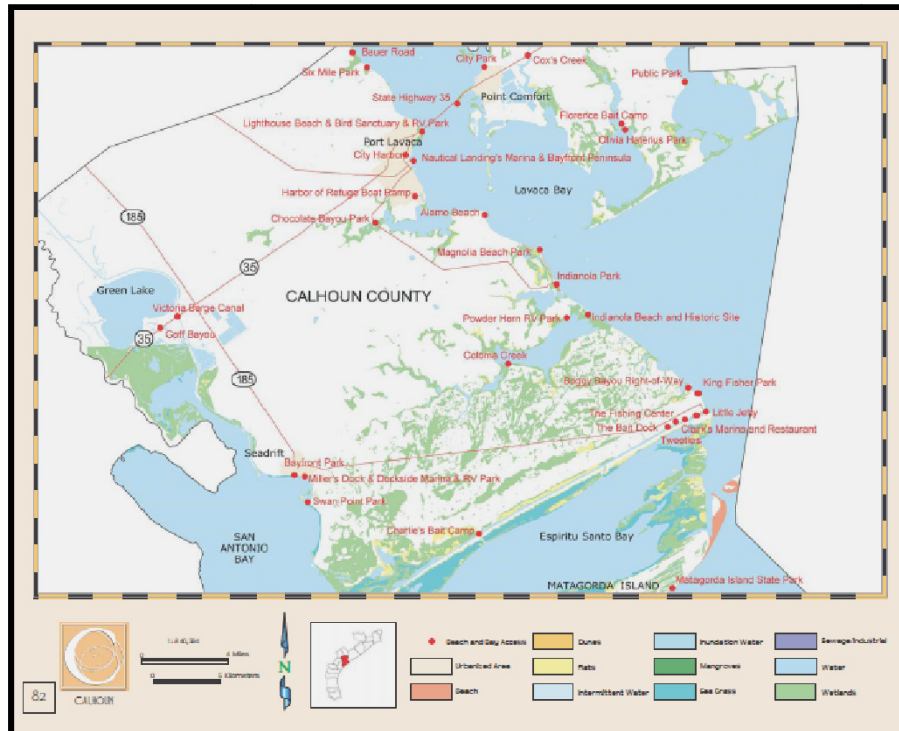 Bauer Road
Six Mile Park
City Park
Cox's Creek
Public Park
State Highway 35
Point Comfort
Florence Bait Camp
Olivia Haterius Park
Lighthouse Beach & Bird Sanctuary & RV Park
Port Lavaca
City Harbor
Nautical Landing's Marina & Bayfront Peninsula
Lavaca Bay
Harbor of Refuge Boat Ramp
Alamo Beach
Chocolate Bayou Park
185
Magnolia Beach Park
35
Indianola Park
Green Lake
CALHOUN COUNTY
Victoria Barge Canal
Powder Horn RV Park
Indianola Beach and Historic Site
Goff Bayou
35
Coloma Creek
185
Boggy Bayou Right-of-Way
King Fisher Park
The Fishing Center
Little Jetty
The Bait Dock
Clark's Marina and Restaurant
Tweeties
Seadrift
Bayfront Park
Miller's Dock & Dockside Marina & RV Park
Swan Point Park
Charlie's Bait Camp
Espiritu Santo Bay
SAN
ANTONIO
BAY
MATAGORDA ISLAND
Matagorda Island State Park
82
CALHOUN
0
6 Kilometers
N
Beach and Bay Access
Urbanized Area
Beach
Dunes
Flats
Intermittent Water
Inundation Water
Mangroves
Sea Grass
Sewage/Industrial
Water
Wetlands